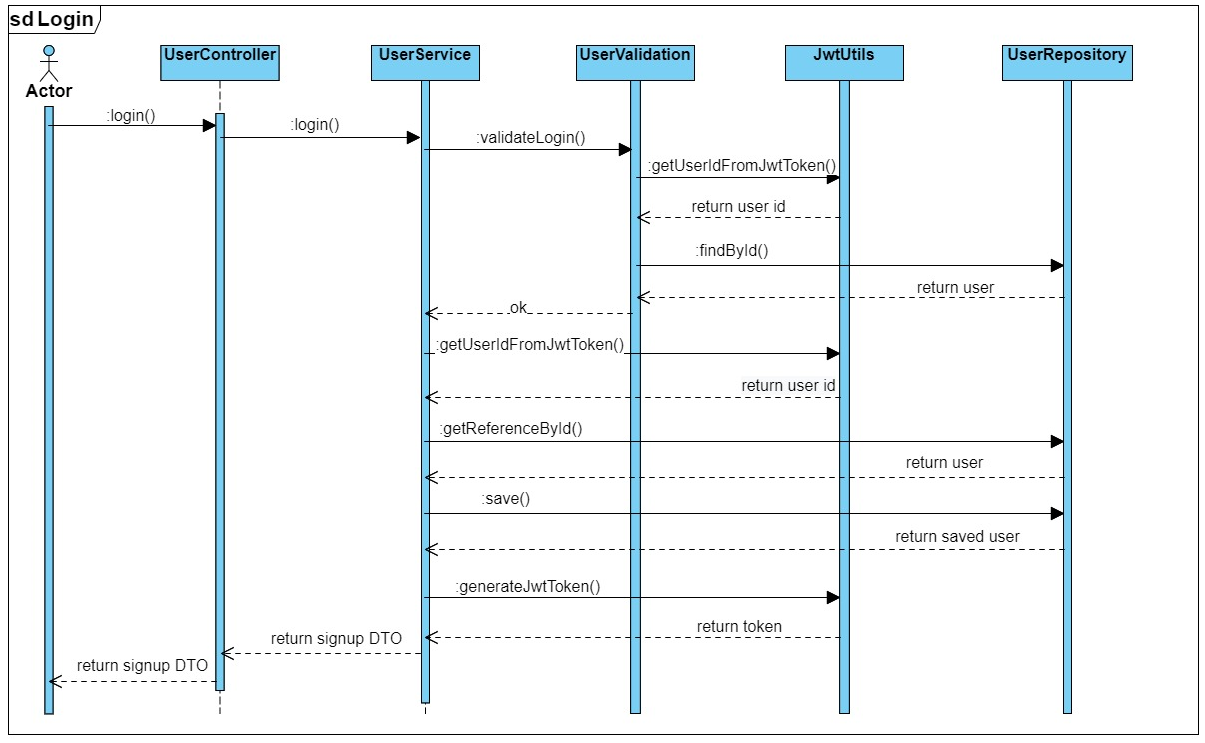 sd Login
Actor
UserController
UserService
UserValidation
JwtUtils
UserRepository
:login()
:login()
:validateLogin()
:getUserIdFromJwtToken()
return user id
:findById()
return user
ok
:getUserIdFromJwtToken()
return user id
:getReferenceById()
return user
:save()
return saved user
:generateJwtToken()
return token
return signup DTO
return signup DTO